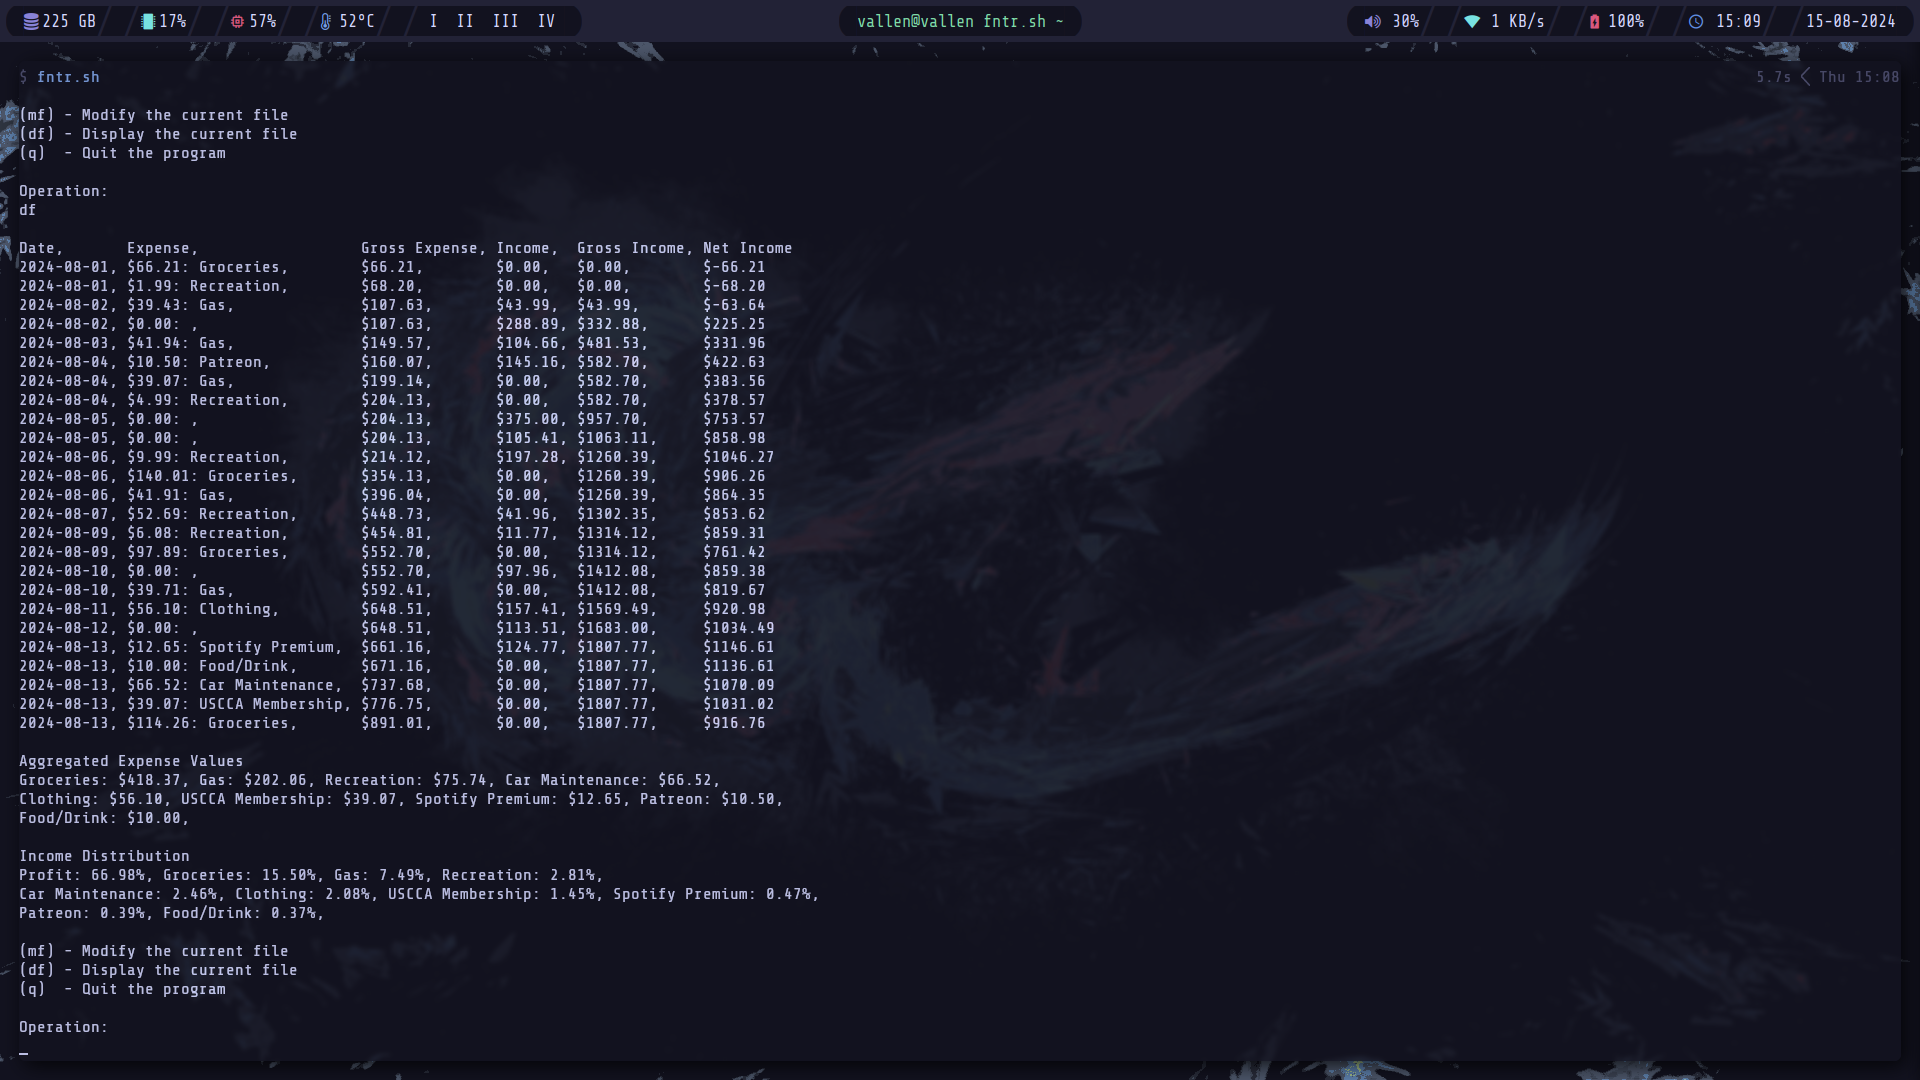 225 GB 17% 57% 52°C I II III IV vallen@vallen fntr.sh ~ 30% 1 KB/s 100% 15:09 15-08-2024
$ fntr.sh 5.7s < Thu 15:08
(mf) - Modify the current file
(df) - Display the current file
(q)  - Quit the program
Operation:
df
Date,       Expense,                  Gross Expense, Income,  Gross Income, Net Income
2024-08-01, $66.21: Groceries,        $66.21,        $0.00,   $0.00,        $-66.21
2024-08-01, $1.99: Recreation,        $68.20,        $0.00,   $0.00,        $-68.20
2024-08-02, $39.43: Gas,              $107.63,       $43.99,  $43.99,       $-63.64
2024-08-02, $0.00: ,                  $107.63,       $288.89, $332.88,      $225.25
2024-08-03, $41.94: Gas,              $149.57,       $104.66, $481.53,      $331.96
2024-08-04, $10.50: Patreon,          $160.07,       $145.16, $582.70,      $422.63
2024-08-04, $39.07: Gas,              $199.14,       $0.00,   $582.70,      $383.56
2024-08-04, $4.99: Recreation,        $204.13,       $0.00,   $582.70,      $378.57
2024-08-05, $0.00: ,                  $204.13,       $375.00, $957.70,      $753.57
2024-08-05, $0.00: ,                  $204.13,       $105.41, $1063.11,     $858.98
2024-08-06, $9.99: Recreation,        $214.12,       $197.28, $1260.39,     $1046.27
2024-08-06, $140.01: Groceries,       $354.13,       $0.00,   $1260.39,     $906.26
2024-08-06, $41.91: Gas,              $396.04,       $0.00,   $1260.39,     $864.35
2024-08-07, $52.69: Recreation,       $448.73,       $41.96,  $1302.35,     $853.62
2024-08-09, $6.08: Recreation,        $454.81,       $11.77,  $1314.12,     $859.31
2024-08-09, $97.89: Groceries,        $552.70,       $0.00,   $1314.12,     $761.42
2024-08-10, $0.00: ,                  $552.70,       $97.96,  $1412.08,     $859.38
2024-08-10, $39.71: Gas,              $592.41,       $0.00,   $1412.08,     $819.67
2024-08-11, $56.10: Clothing,         $648.51,       $157.41, $1569.49,     $920.98
2024-08-12, $0.00: ,                  $648.51,       $113.51, $1683.00,     $1034.49
2024-08-13, $12.65: Spotify Premium,  $661.16,       $124.77, $1807.77,     $1146.61
2024-08-13, $10.00: Food/Drink,       $671.16,       $0.00,   $1807.77,     $1136.61
2024-08-13, $66.52: Car Maintenance,  $737.68,       $0.00,   $1807.77,     $1070.09
2024-08-13, $39.07: USCCA Membership, $776.75,       $0.00,   $1807.77,     $1031.02
2024-08-13, $114.26: Groceries,       $891.01,       $0.00,   $1807.77,     $916.76
Aggregated Expense Values
Groceries: $418.37, Gas: $202.06, Recreation: $75.74, Car Maintenance: $66.52,
Clothing: $56.10, USCCA Membership: $39.07, Spotify Premium: $12.65, Patreon: $10.50,
Food/Drink: $10.00,
Income Distribution
Profit: 66.98%, Groceries: 15.50%, Gas: 7.49%, Recreation: 2.81%,
Car Maintenance: 2.46%, Clothing: 2.08%, USCCA Membership: 1.45%, Spotify Premium: 0.47%,
Patreon: 0.39%, Food/Drink: 0.37%,
(mf) - Modify the current file
(df) - Display the current file
(q)  - Quit the program
Operation:
_